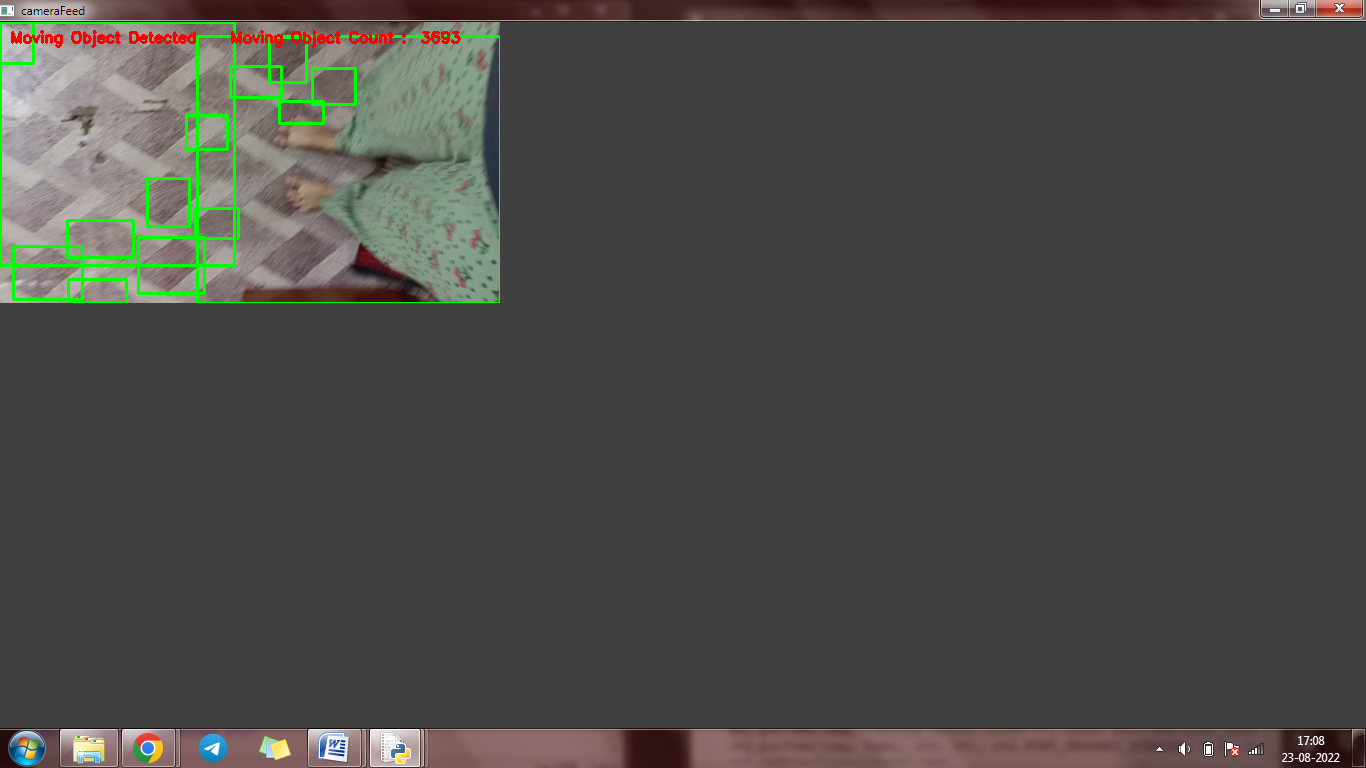 cameraFeed
Moving Object Detected Moving Object Count : 3693
17:08
23-08-2022